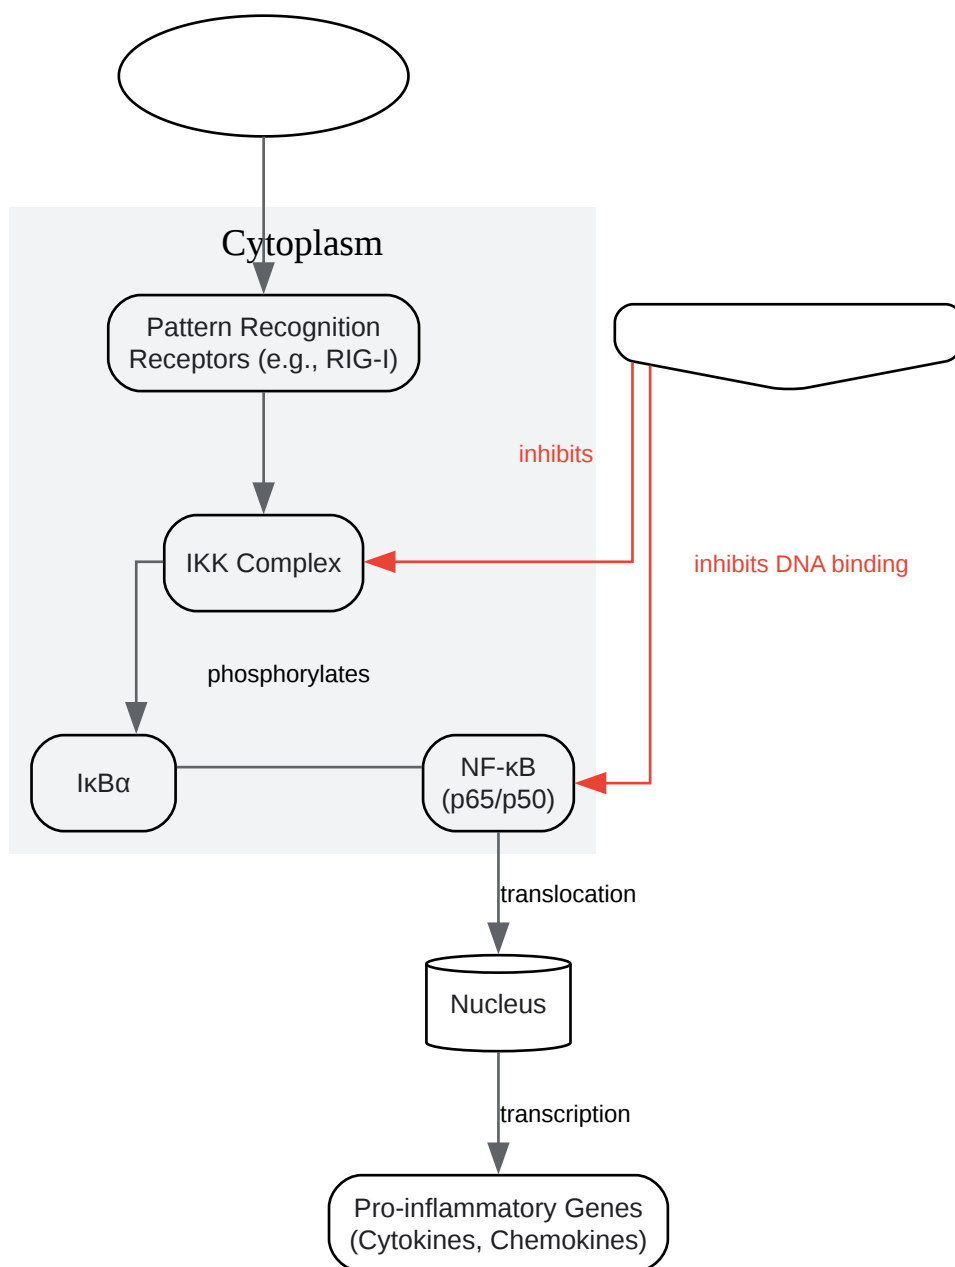 Cytoplasm
Pattern Recognition
Receptors (e.g., RIG-I)
inhibits
IKK Complex
inhibits DNA binding
phosphorylates
IκBα
NF-κB
(p65/p50)
translocation
Nucleus
transcription
Pro-inflammatory Genes
(Cytokines, Chemokines)